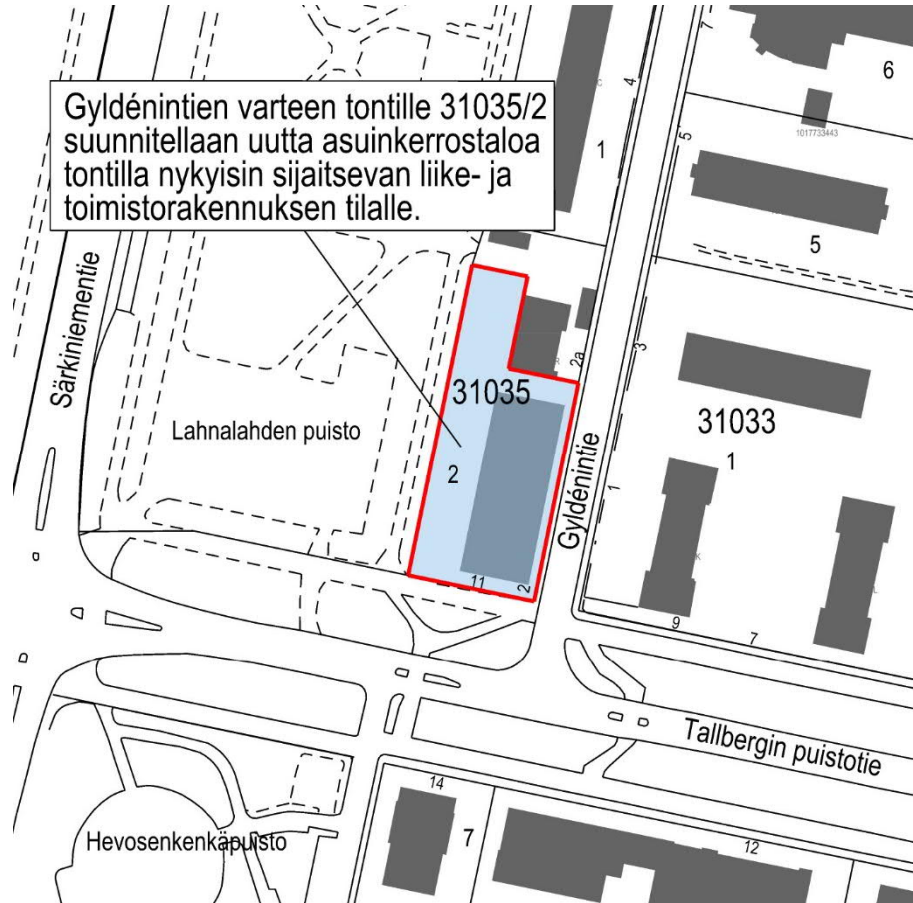 Gyldénintien varteen tontille 31035/2
suunnitellaan uutta asuinkerrostaloa
tontilla nykyisin sijaitsevan liike- ja
toimistorakennuksen tilalle.
7
6
4
C
1
1017733443
5
5
Särkiniementie
2a
R
3
31035
31033
Lahnalahden puisto
1
2
Gyldénintie
1
K
11
2
L
9
7
Tallbergin puistotie
14
Hevosenkenkäpuisto
7
12